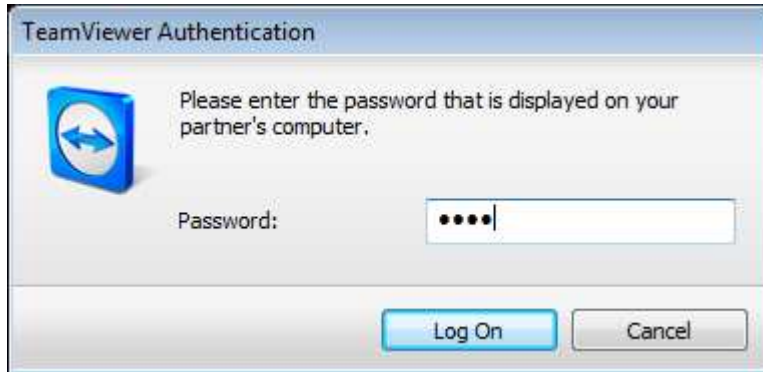 TeamViewer Authentication
Please enter the password that is displayed on your
partner's computer.
Password: ••••
Log On Cancel